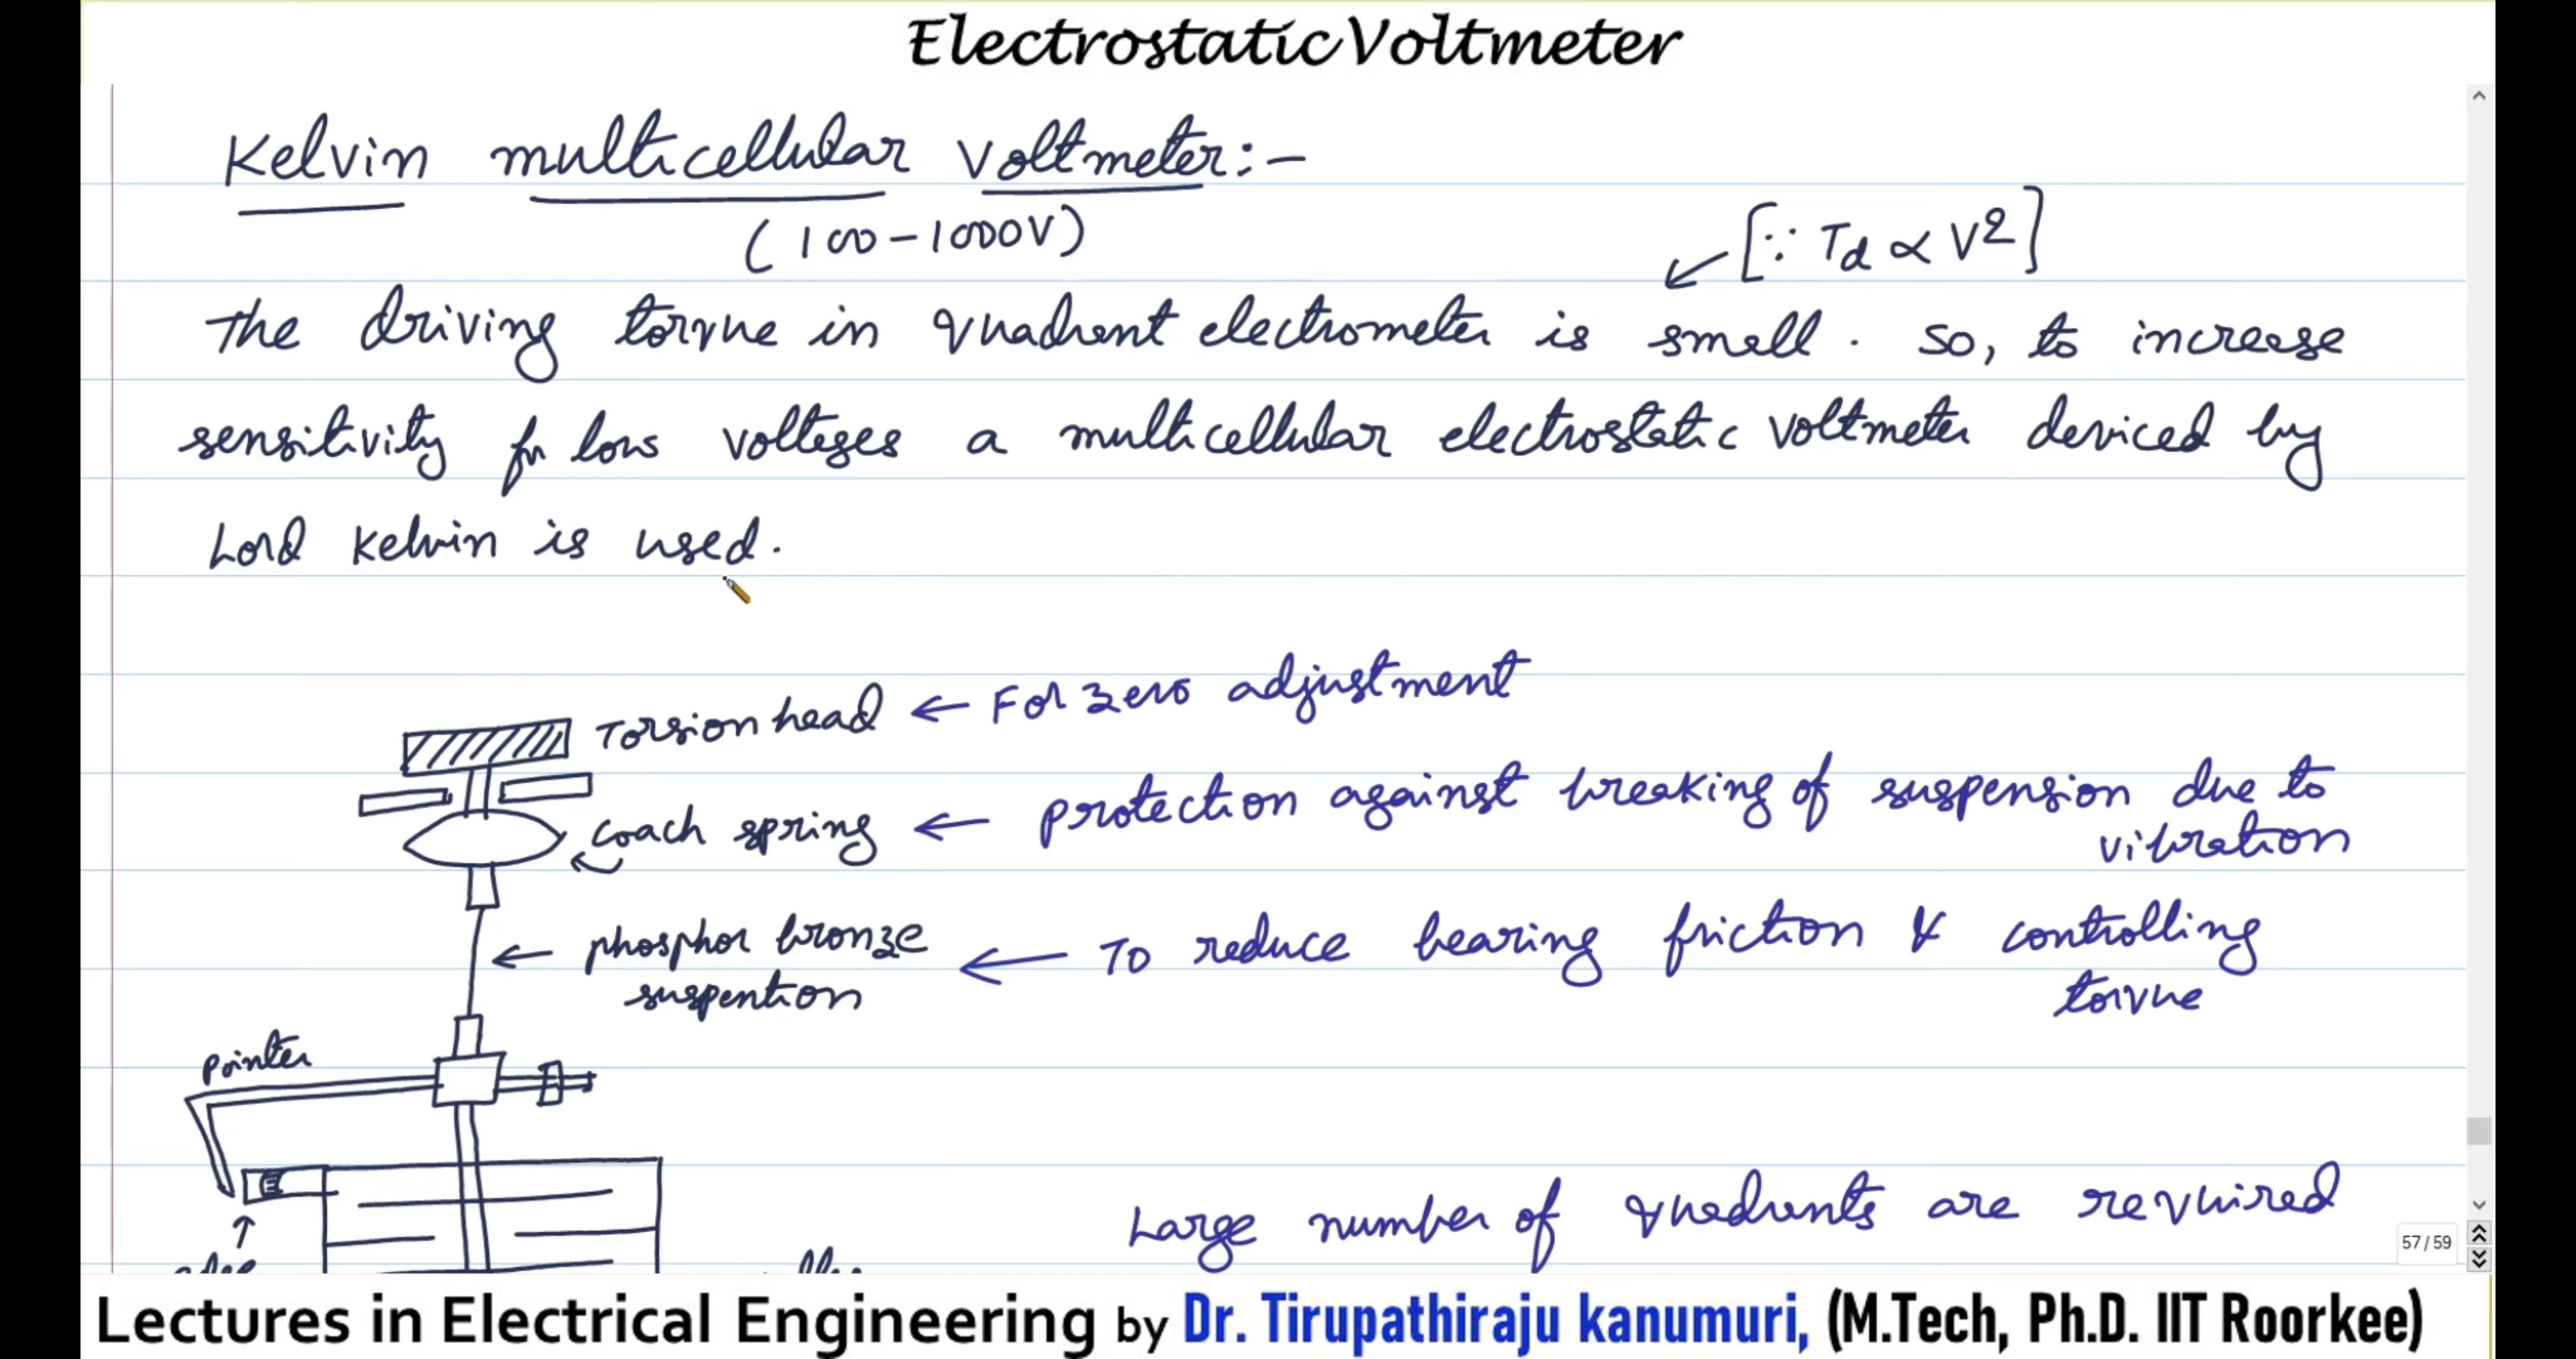 Electrostatic Voltmeter
Kelvin multicellular Voltmeter:-
(100-1000V)
[∵ Td ∝ V²]
The driving torque in quadrant electrometer is small. So, to increase
sensitivity for low voltages a multicellular electrostatic voltmeter deviced by
Lord Kelvin is used.
Torsion head ← For zero adjustment
coach spring ← protection against breaking of suspension due to
vibration
← phosphor bronze ← To reduce bearing friction & controlling
suspention
torque
pointer
Large number of quadrants are required
57/59
Lectures in Electrical Engineering by Dr. Tirupathiraju kanumuri, (M.Tech, Ph.D. IIT Roorkee)